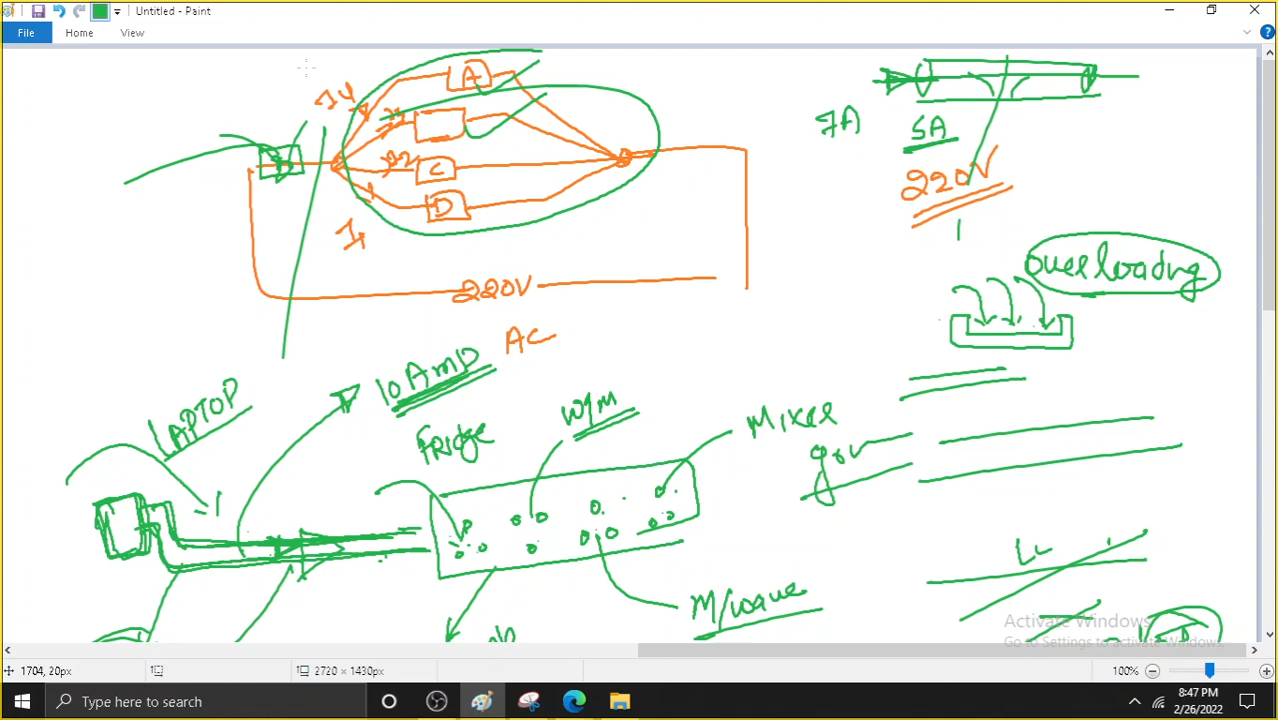 Untitled - Paint
File Home View
A
I4
7A
5A
C
220V
D
I1
overloading
220V
AC
10 Amp
LAPTOP
Fridge
W/M
Mixer
M/wave
Activate Windows
Go to Settings to activate Windows.
1704, 20px
2720 × 1430px
100%
Type here to search
8:47 PM
2/26/2022